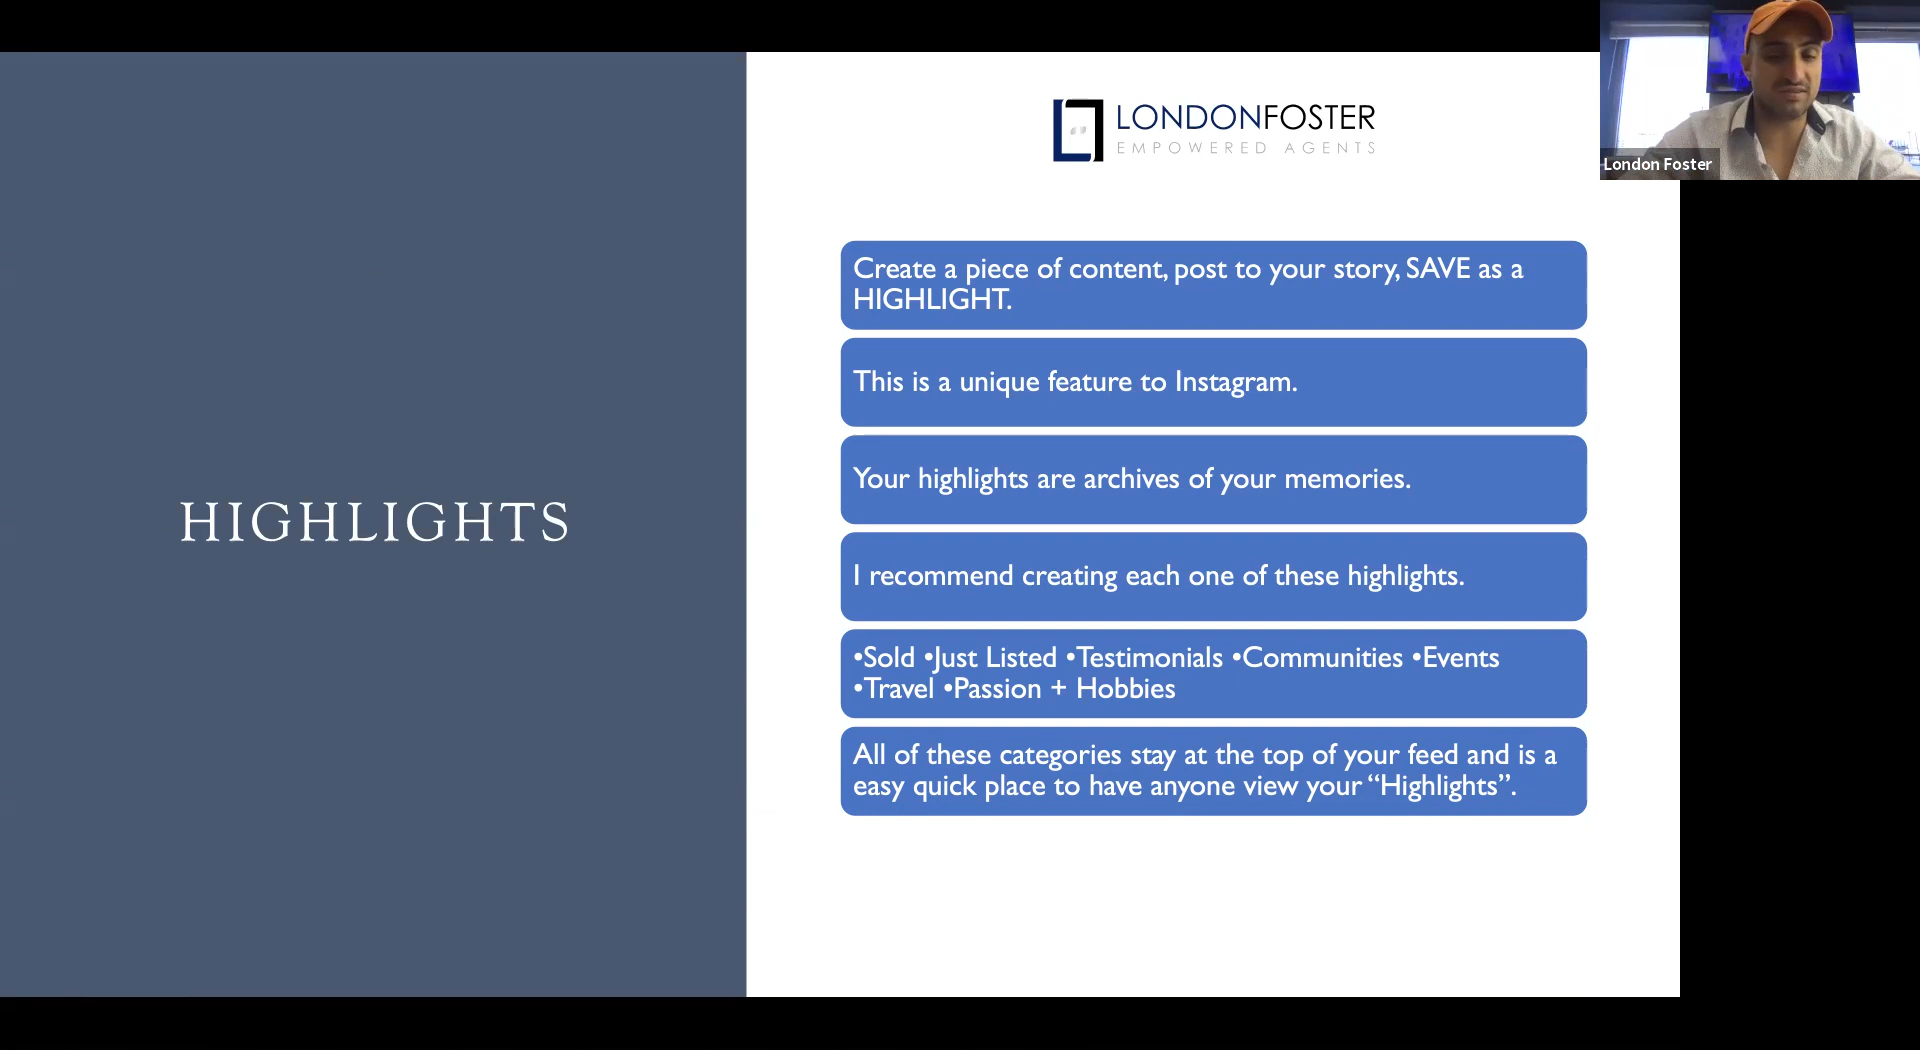 LONDONFOSTER
EMPOWERED AGENTS
London Foster
HIGHLIGHTS
Create a piece of content, post to your story, SAVE as a
HIGHLIGHT.
This is a unique feature to Instagram.
Your highlights are archives of your memories.
I recommend creating each one of these highlights.
•Sold •Just Listed •Testimonials •Communities •Events
•Travel •Passion + Hobbies
All of these categories stay at the top of your feed and is a
easy quick place to have anyone view your “Highlights”.